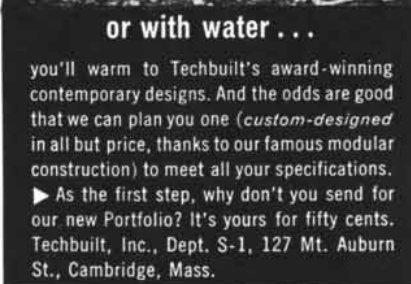 or with water ...
you'll warm to Techbuilt's award-winning
contemporary designs. And the odds are good
that we can plan you one (custom-designed
in all but price, thanks to our famous modular
construction) to meet all your specifications.
▶ As the first step, why don't you send for
our new Portfolio? It's yours for fifty cents.
Techbuilt, Inc., Dept. S-1, 127 Mt. Auburn
St., Cambridge, Mass.